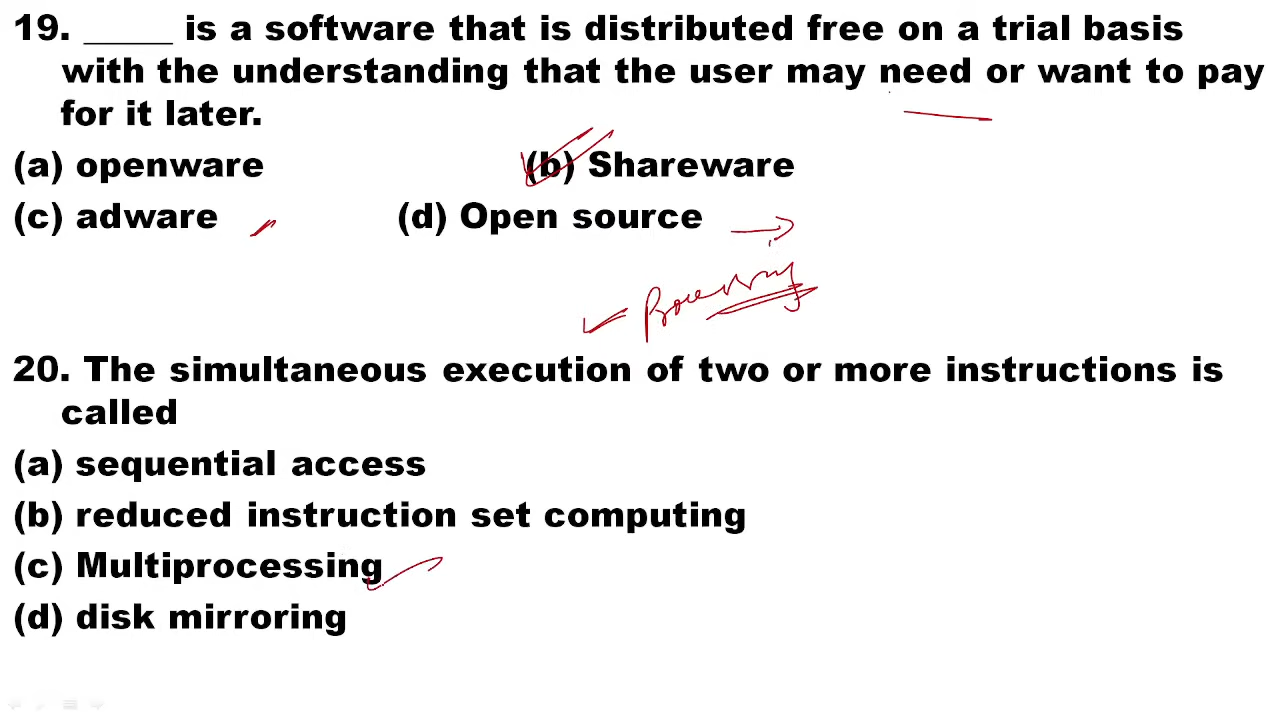 19. _____ is a software that is distributed free on a trial basis
with the understanding that the user may need or want to pay
for it later.
(a) openware (b) Shareware
(c) adware (d) Open source
20. The simultaneous execution of two or more instructions is
called
(a) sequential access
(b) reduced instruction set computing
(c) Multiprocessing
(d) disk mirroring